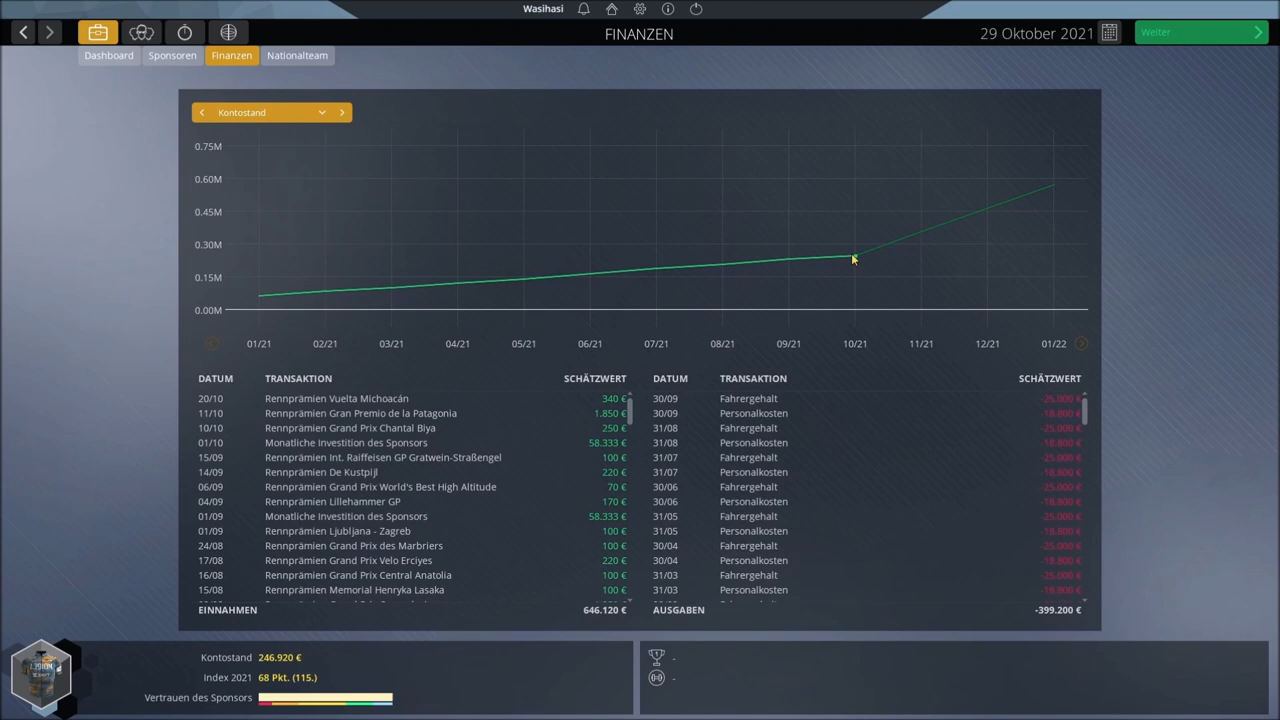 Wasihasi
FINANZEN
29 Oktober 2021
Weiter
Dashboard Sponsoren Finanzen Nationalteam
Kontostand
0.75M
0.60M
0.45M
0.30M
0.15M
0.00M
01/21 02/21 03/21 04/21 05/21 06/21 07/21 08/21 09/21 10/21 11/21 12/21 01/22
DATUM TRANSAKTION SCHÄTZWERT DATUM TRANSAKTION SCHÄTZWERT
20/10 Rennprämien Vuelta Michoacán 340 € 30/09 Fahrergehalt -25.000 €
11/10 Rennprämien Gran Premio de la Patagonia 1.850 € 30/09 Personalkosten -18.800 €
10/10 Rennprämien Grand Prix Chantal Biya 250 € 31/08 Fahrergehalt -25.000 €
01/10 Monatliche Investition des Sponsors 58.333 € 31/08 Personalkosten -18.800 €
15/09 Rennprämien Int. Raiffeisen GP Gratwein-Straßengel 100 € 31/07 Fahrergehalt -25.000 €
14/09 Rennprämien De Kustpijl 220 € 31/07 Personalkosten -18.800 €
06/09 Rennprämien Grand Prix World's Best High Altitude 70 € 30/06 Fahrergehalt -25.000 €
04/09 Rennprämien Lillehammer GP 170 € 30/06 Personalkosten -18.800 €
01/09 Monatliche Investition des Sponsors 58.333 € 31/05 Fahrergehalt -25.000 €
01/09 Rennprämien Ljubljana - Zagreb 100 € 31/05 Personalkosten -18.800 €
24/08 Rennprämien Grand Prix des Marbriers 100 € 30/04 Fahrergehalt -25.000 €
17/08 Rennprämien Grand Prix Velo Erciyes 220 € 30/04 Personalkosten -18.800 €
16/08 Rennprämien Grand Prix Central Anatolia 100 € 31/03 Fahrergehalt -25.000 €
15/08 Rennprämien Memorial Henryka Lasaka 100 € 31/03 Personalkosten -18.800 €
EINNAHMEN 646.120 € AUSGABEN -399.200 €
Kontostand 246.920 €
Index 2021 68 Pkt. (115.)
Vertrauen des Sponsors
-
-